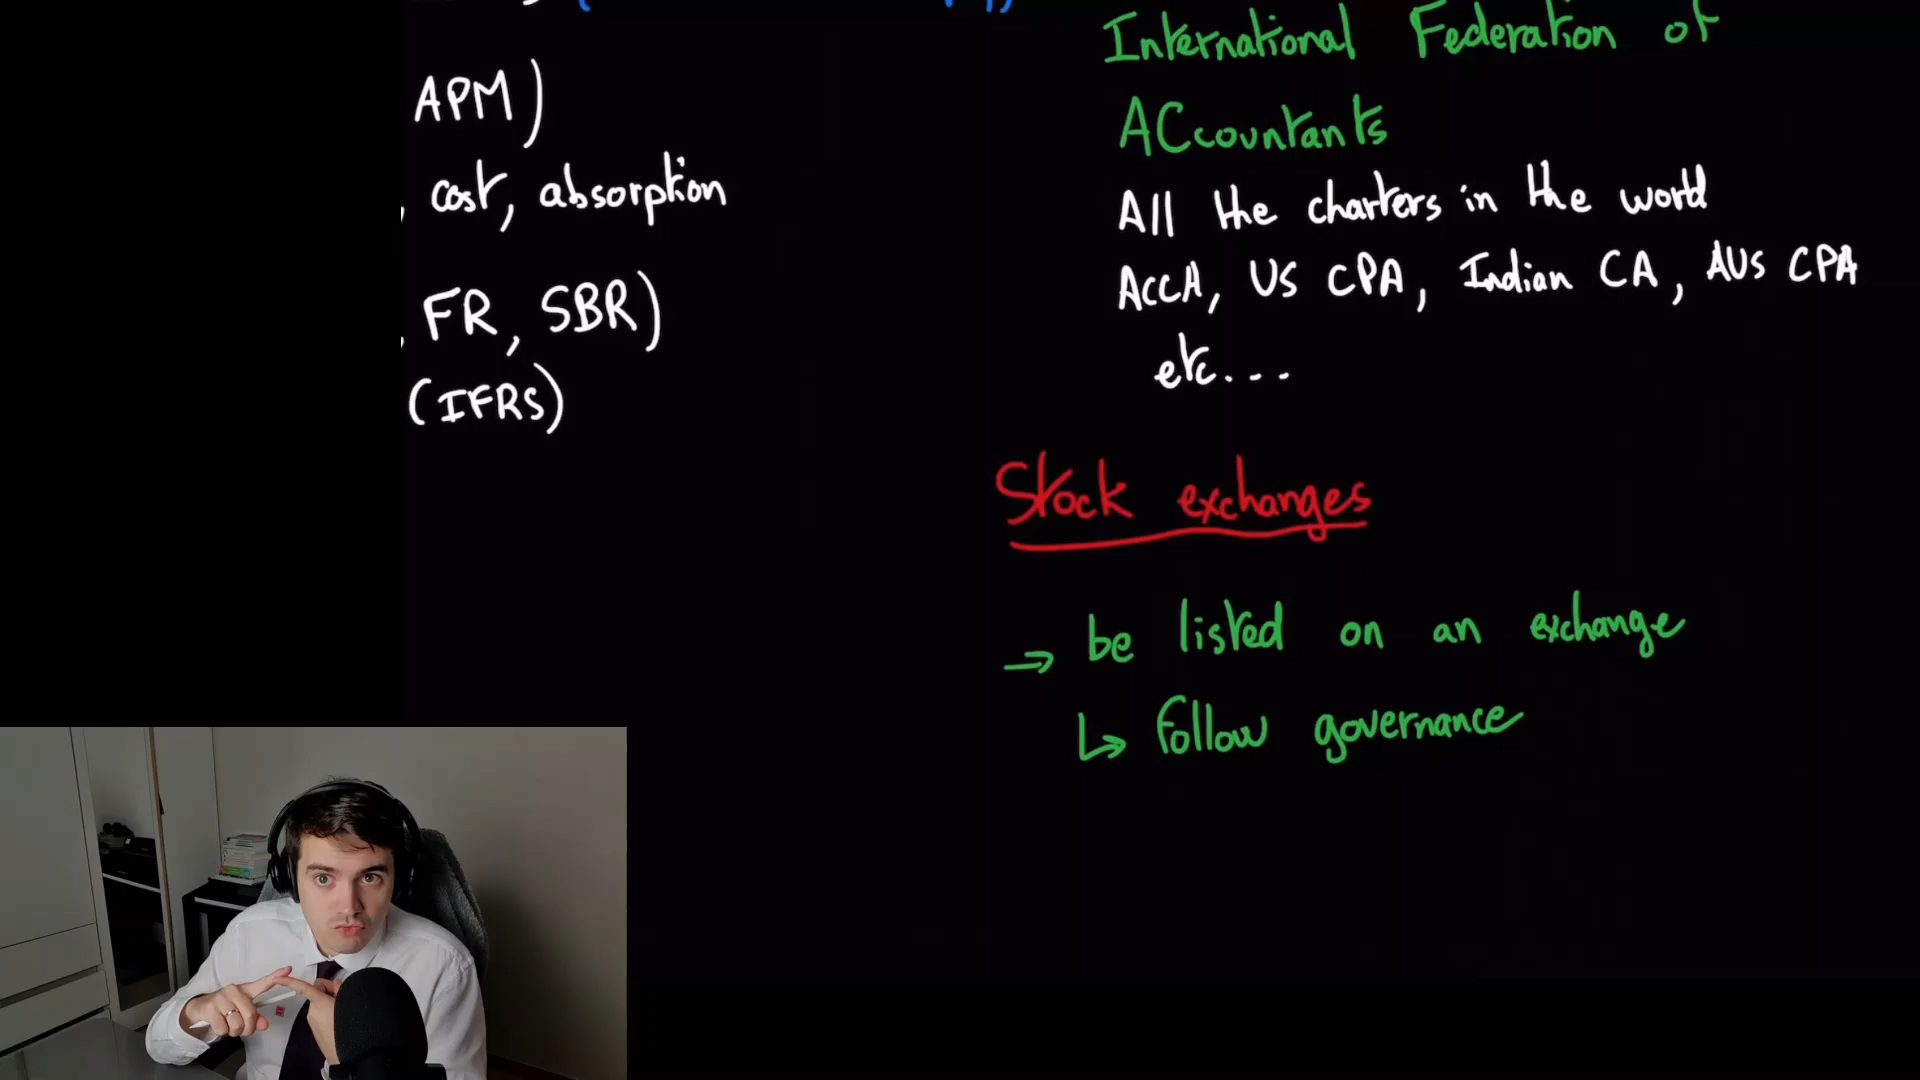 APM)
cost, absorption
FR, SBR)
(IFRS)
International Federation of
ACcountants
All the charters in the world
ACCA, US CPA, Indian CA, AUS CPA
etc...
Stock exchanges
→ be listed on an exchange
↳ follow governance